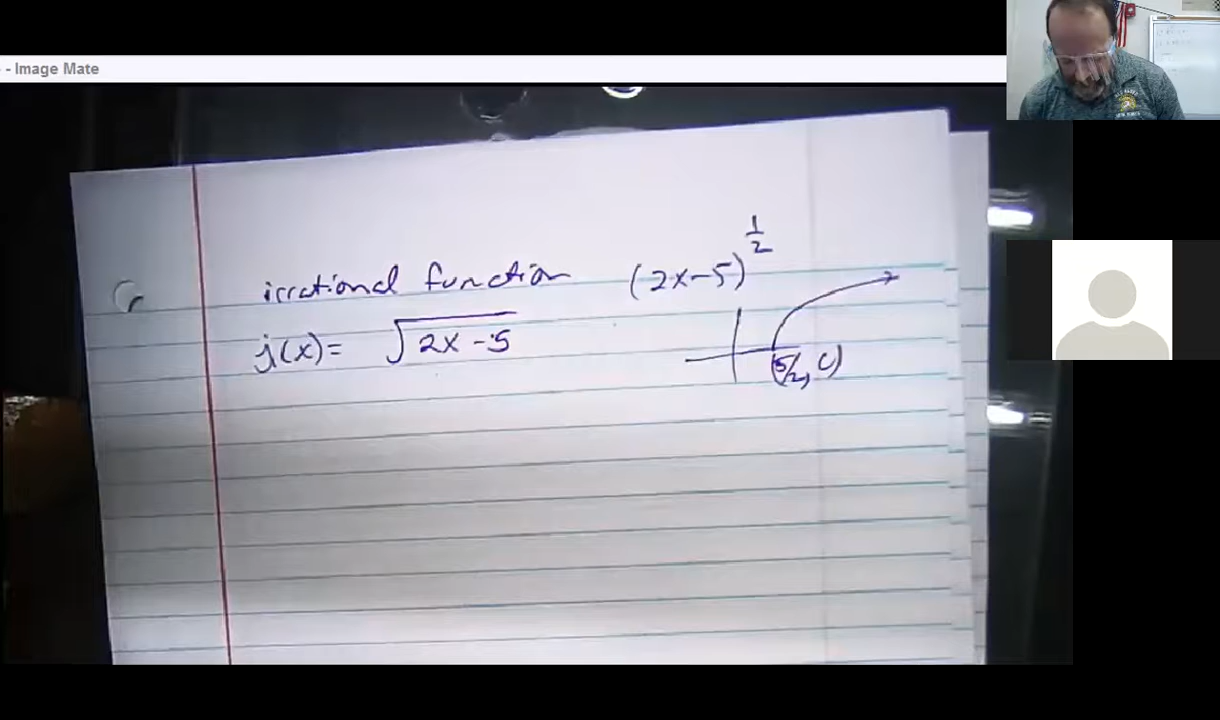 - Image Mate
irrational function (2x-5)^½
j(x)= √2x-5
(5/2, 0)